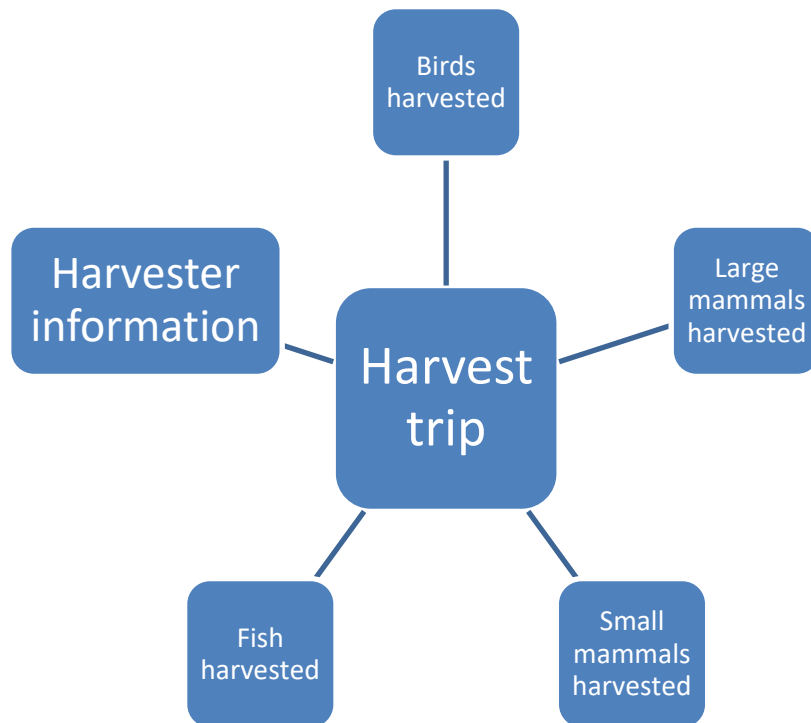 Birds
harvested
Harvester
information
Large
mammals
harvested
Harvest
trip
Fish
harvested
Small
mammals
harvested